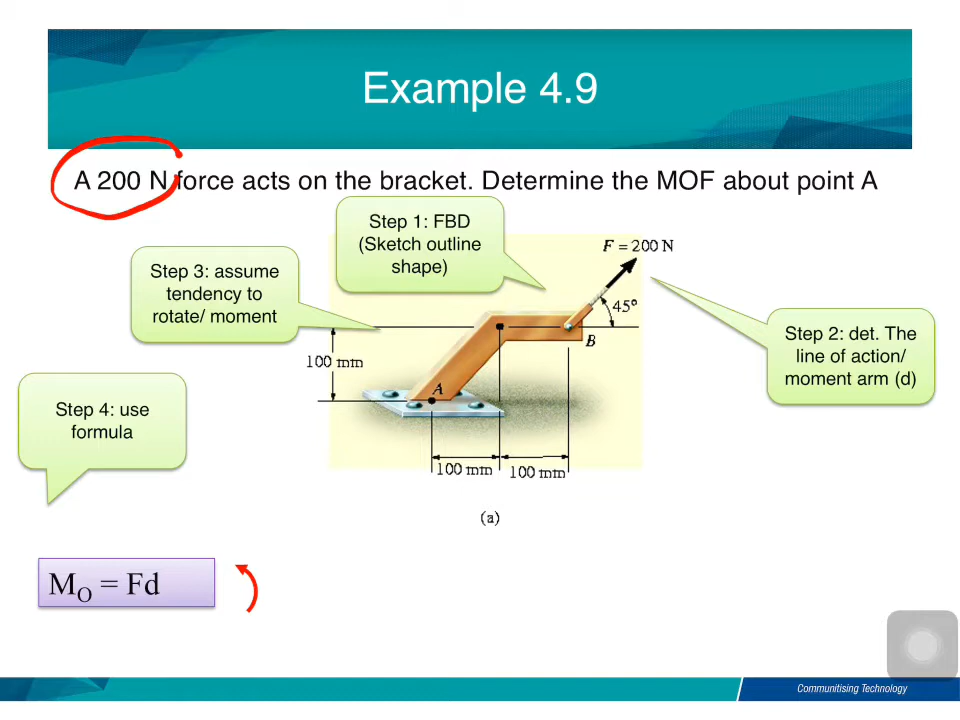 Example 4.9
A 200 N force acts on the bracket. Determine the MOF about point A
Step 1: FBD
(Sketch outline
shape)
Step 3: assume
tendency to
rotate/ moment
F = 200 N
45°
Step 2: det. The
line of action/
moment arm (d)
B
100 mm
A
Step 4: use
formula
100 mm
100 mm
(a)
M_O = Fd
Communitising Technology